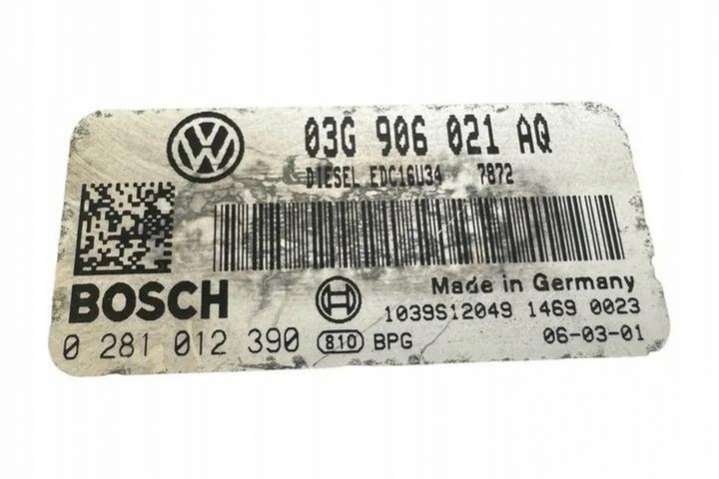 03G 906 021 AQ
DIESEL EDC16U34 7872
BOSCH
Made in Germany
1039S12049 1469 0023
0 281 012 390 810 BPG 06-03-01